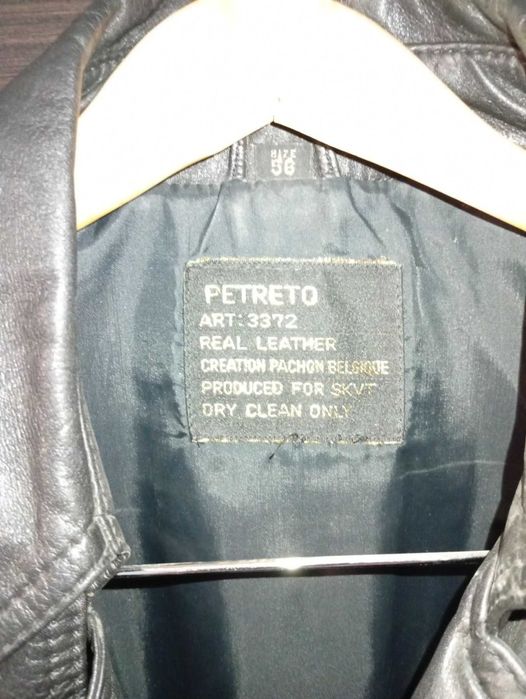 SIZE
56
PETRETO
ART:3372
REAL LEATHER
CREATION PACHON BELGIQUE
PRODUCED FOR SKVT
DRY CLEAN ONLY